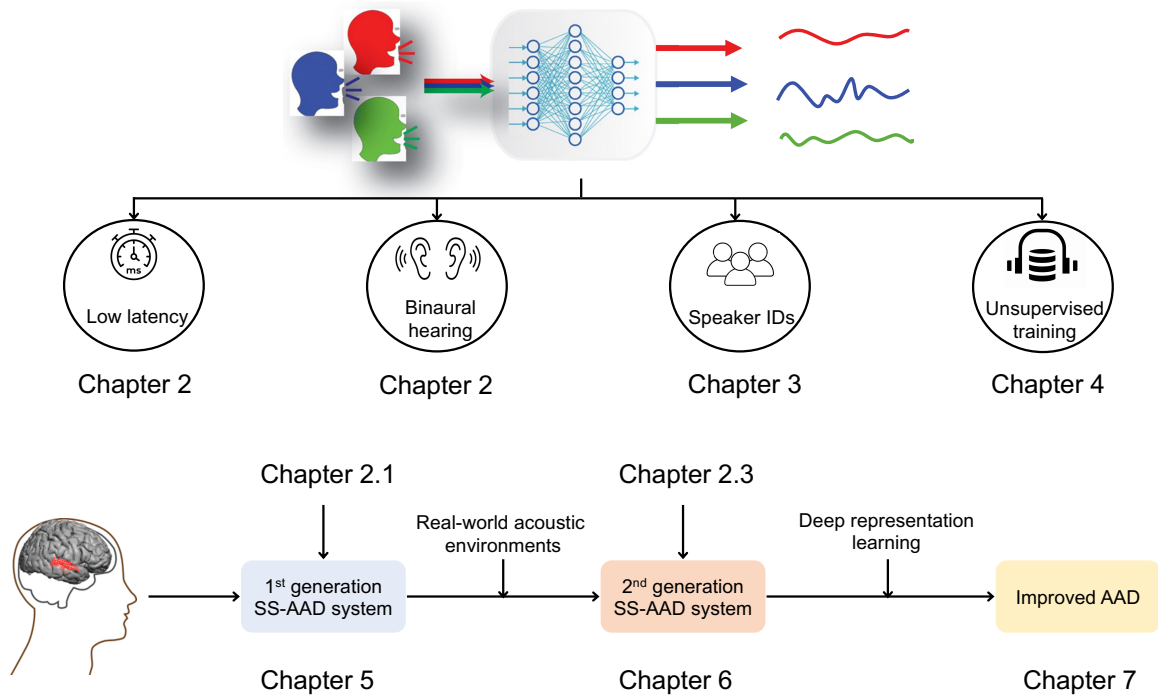 ms
Low latency
Binaural
hearing
Speaker IDs
Unsupervised
training
Chapter 2
Chapter 2
Chapter 3
Chapter 4
Chapter 2.1
Chapter 2.3
Real-world acoustic
environments
Deep representation
learning
1st generation
SS-AAD system
2nd generation
SS-AAD system
Improved AAD
Chapter 5
Chapter 6
Chapter 7